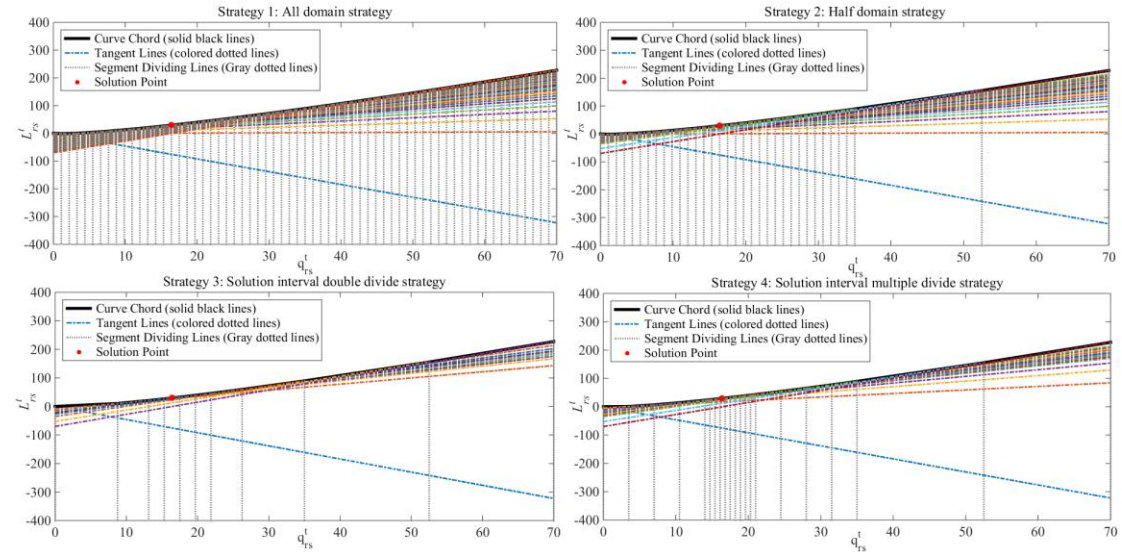 Strategy 1: All domain strategy
400
300
200
100
0
-100
-200
-300
-400
L^t_rs
Curve Chord (solid black lines)
Tangent Lines (colored dotted lines)
Segment Dividing Lines (Gray dotted lines)
Solution Point
0 10 20 30 40 50 60 70
q^t_rs
Strategy 2: Half domain strategy
400
300
200
100
0
-100
-200
-300
-400
L^t_rs
Curve Chord (solid black lines)
Tangent Lines (colored dotted lines)
Segment Dividing Lines (Gray dotted lines)
Solution Point
0 10 20 30 40 50 60 70
q^t_rs
Strategy 3: Solution interval double divide strategy
400
300
200
100
0
-100
-200
-300
-400
L^t_rs
Curve Chord (solid black lines)
Tangent Lines (colored dotted lines)
Segment Dividing Lines (Gray dotted lines)
Solution Point
0 10 20 30 40 50 60 70
q^t_rs
Strategy 4: Solution interval multiple divide strategy
400
300
200
100
0
-100
-200
-300
-400
L^t_rs
Curve Chord (solid black lines)
Tangent Lines (colored dotted lines)
Segment Dividing Lines (Gray dotted lines)
Solution Point
0 10 20 30 40 50 60 70
q^t_rs